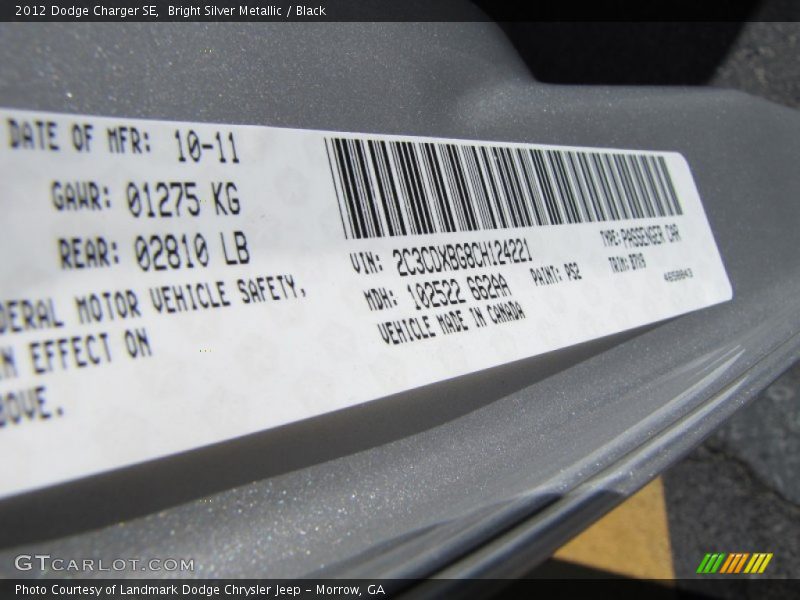 2012 Dodge Charger SE, Bright Silver Metallic / Black
DATE OF MFR: 10-11
GAWR: 01275 KG
REAR: 02810 LB
DERAL MOTOR VEHICLE SAFETY,
N EFFECT ON
BOVE.
VIN: 2C3CDXBG8CH124221
TYPE: PASSENGER CAR
MDH: 102522 662AA
PAINT: PS2
TRIM:
VEHICLE MADE IN CANADA
GTCARLOT.COM
Photo Courtesy of Landmark Dodge Chrysler Jeep – Morrow, GA